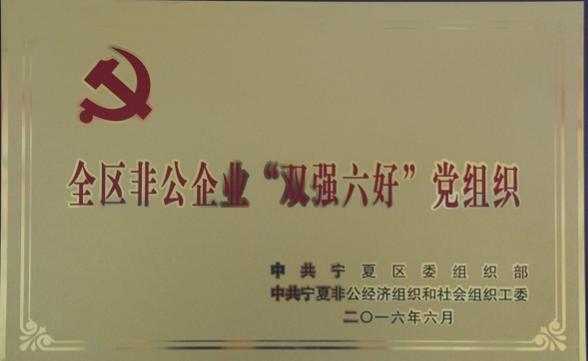 全区非公企业“双强六好”党组织
中共宁夏区委组织部
中共宁夏非公经济组织和社会组织工委
二〇一六年六月